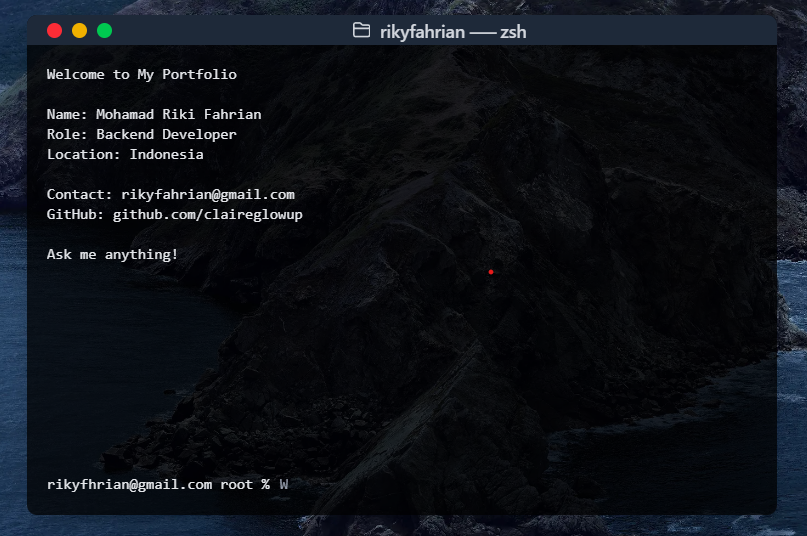 rikyfahrian —— zsh
Welcome to My Portfolio
Name: Mohamad Riki Fahrian
Role: Backend Developer
Location: Indonesia
Contact: rikyfahrian@gmail.com
GitHub: github.com/claireglowup
Ask me anything!
rikyfhrian@gmail.com root % W